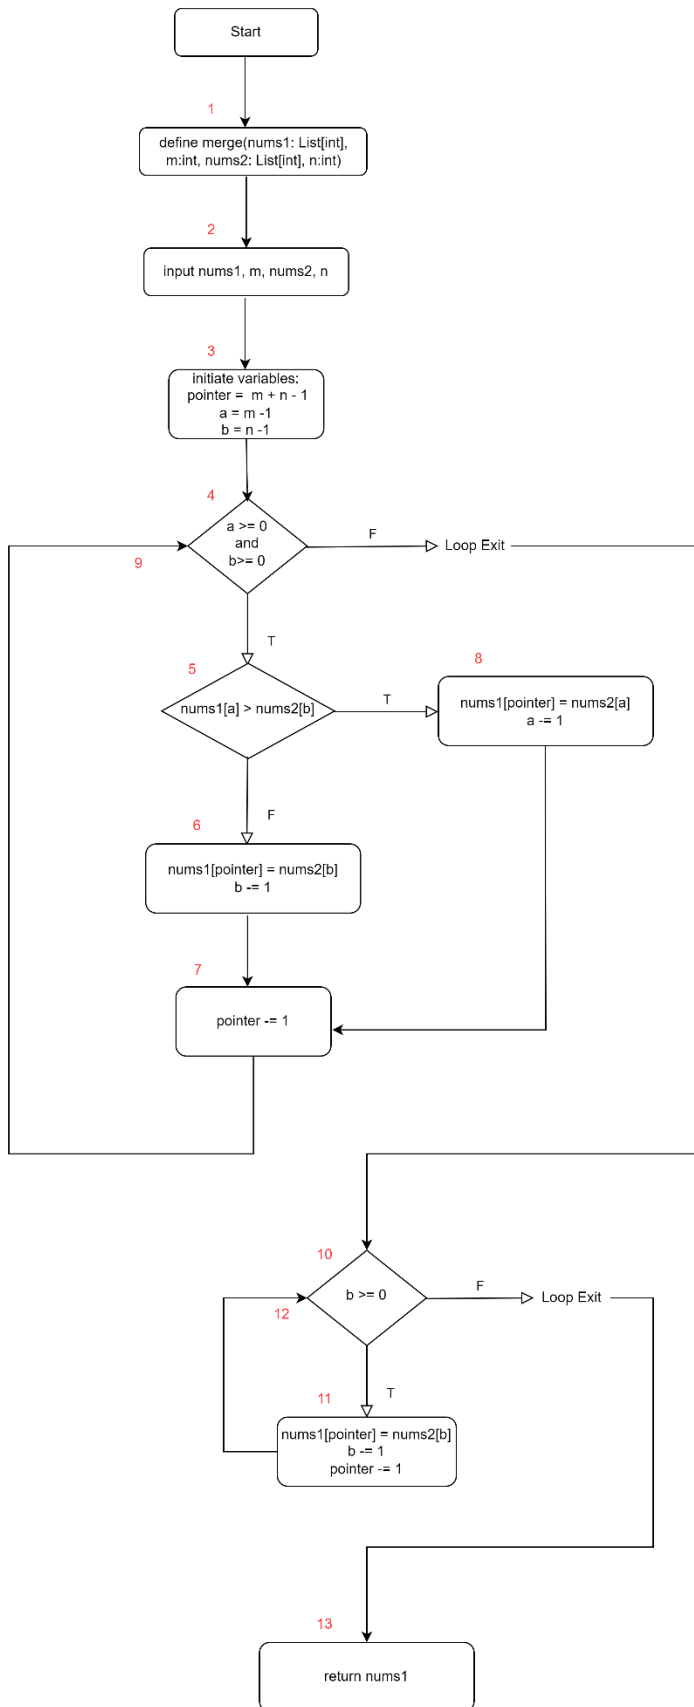 Start
1
define merge(nums1: List[int],
m:int, nums2: List[int], n:int)
2
input nums1, m, nums2, n
3
initiate variables:
pointer = m + n - 1
a = m -1
b = n -1
4
a >= 0
and
b>= 0
F
Loop Exit
9
T
5
nums1[a] > nums2[b]
T
8
nums1[pointer] = nums2[a]
a -= 1
F
6
nums1[pointer] = nums2[b]
b -= 1
7
pointer -= 1
10
b >= 0
F
Loop Exit
12
T
11
nums1[pointer] = nums2[b]
b -= 1
pointer -= 1
13
return nums1